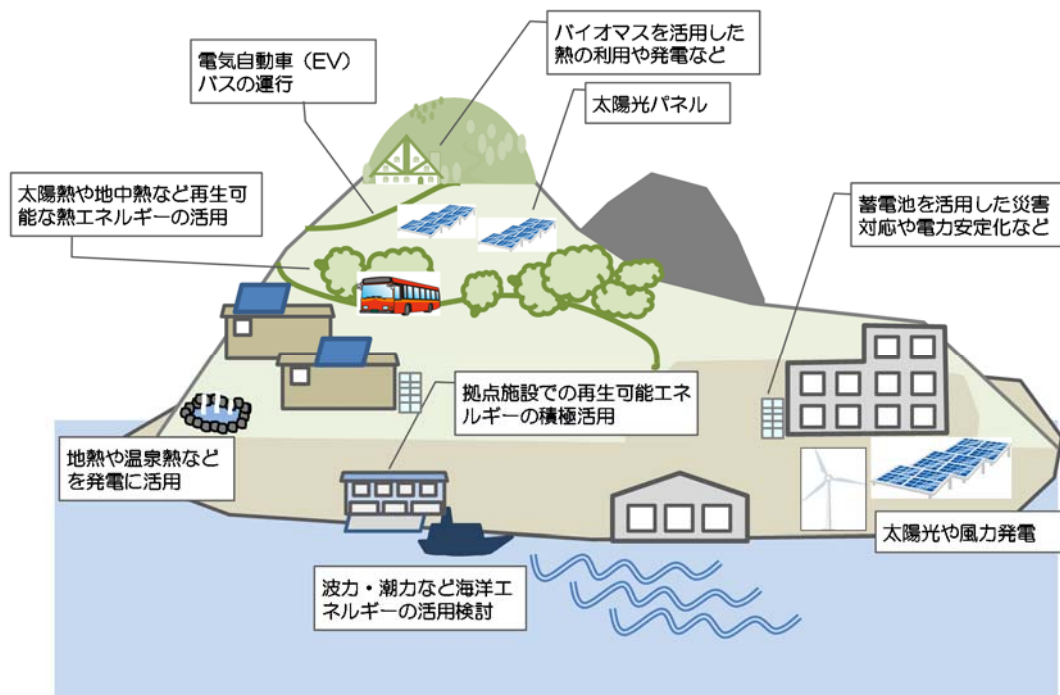 バイオマスを活用した
熱の利用や発電など
電気自動車（EV）
バスの運行
太陽光パネル
太陽熱や地中熱など再生可
能な熱エネルギーの活用
蓄電池を活用した災害
対応や電力安定化など
拠点施設での再生可能エネ
ルギーの積極活用
地熱や温泉熱など
を発電に活用
太陽光や風力発電
波力・潮力など海洋エ
ネルギーの活用検討